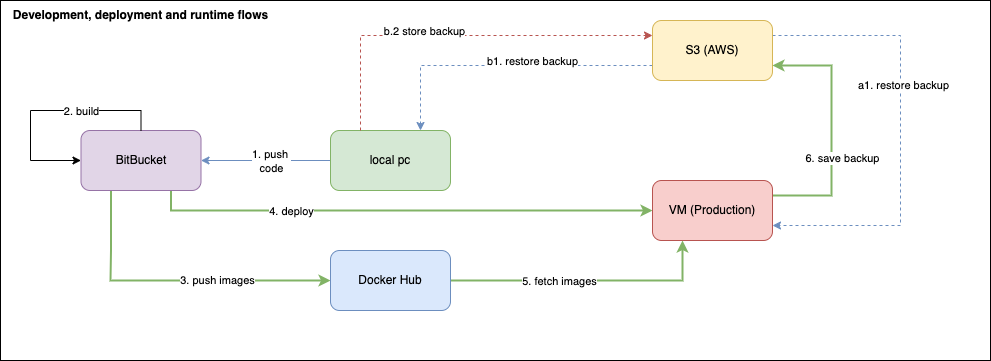 Development, deployment and runtime flows
b.2 store backup
S3 (AWS)
b1. restore backup
a1. restore backup
2. build
BitBucket
1. push
code
local pc
6. save backup
4. deploy
VM (Production)
3. push images
Docker Hub
5. fetch images